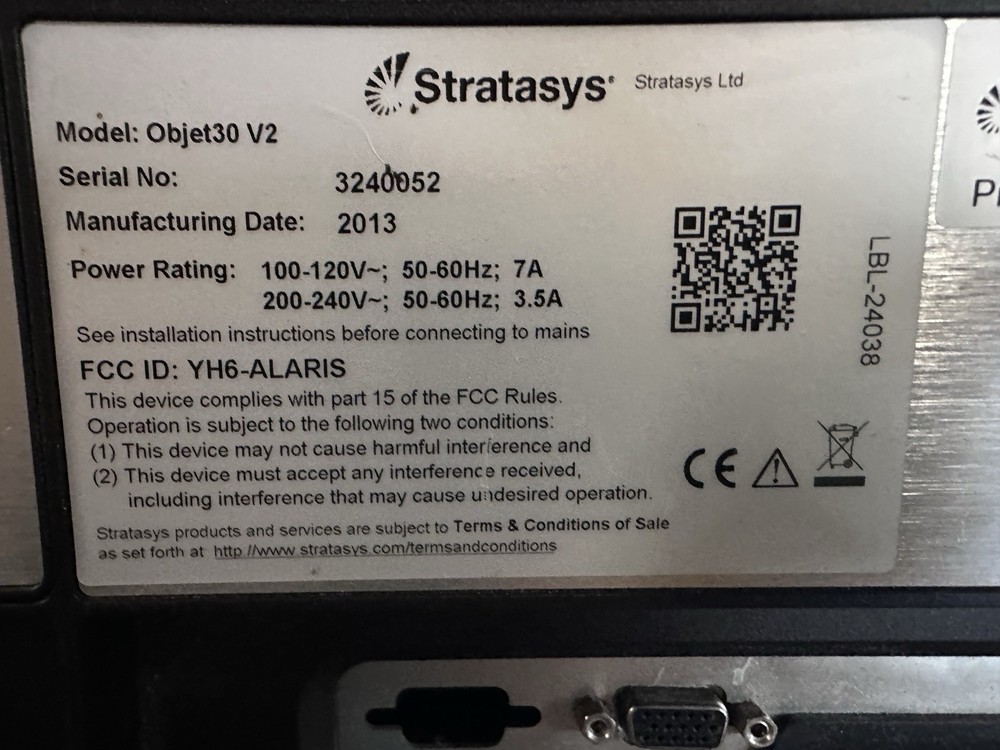 Stratasys Stratasys Ltd
Model: Objet30 V2
Serial No: 3240052
Manufacturing Date: 2013
Power Rating: 100-120V~; 50-60Hz; 7A
200-240V~; 50-60Hz; 3.5A
See installation instructions before connecting to mains
FCC ID: YH6-ALARIS
This device complies with part 15 of the FCC Rules.
Operation is subject to the following two conditions:
(1) This device may not cause harmful interference and
(2) This device must accept any interference received,
including interference that may cause undesired operation.
Stratasys products and services are subject to Terms & Conditions of Sale
as set forth at http://www.stratasys.com/termsandconditions
LBL-24038
CE